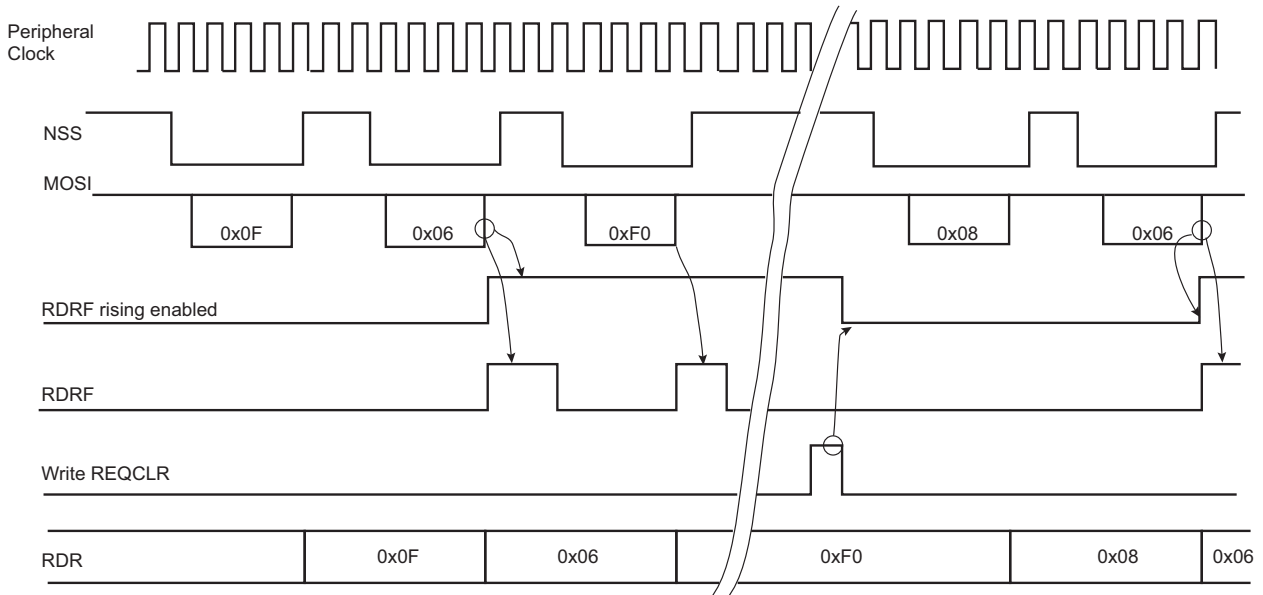 Peripheral
Clock
NSS
MOSI
0x0F
0x06
0xF0
0x08
0x06
RDRF rising enabled
RDRF
Write REQCLR
RDR
0x0F
0x06
0xF0
0x08
0x06